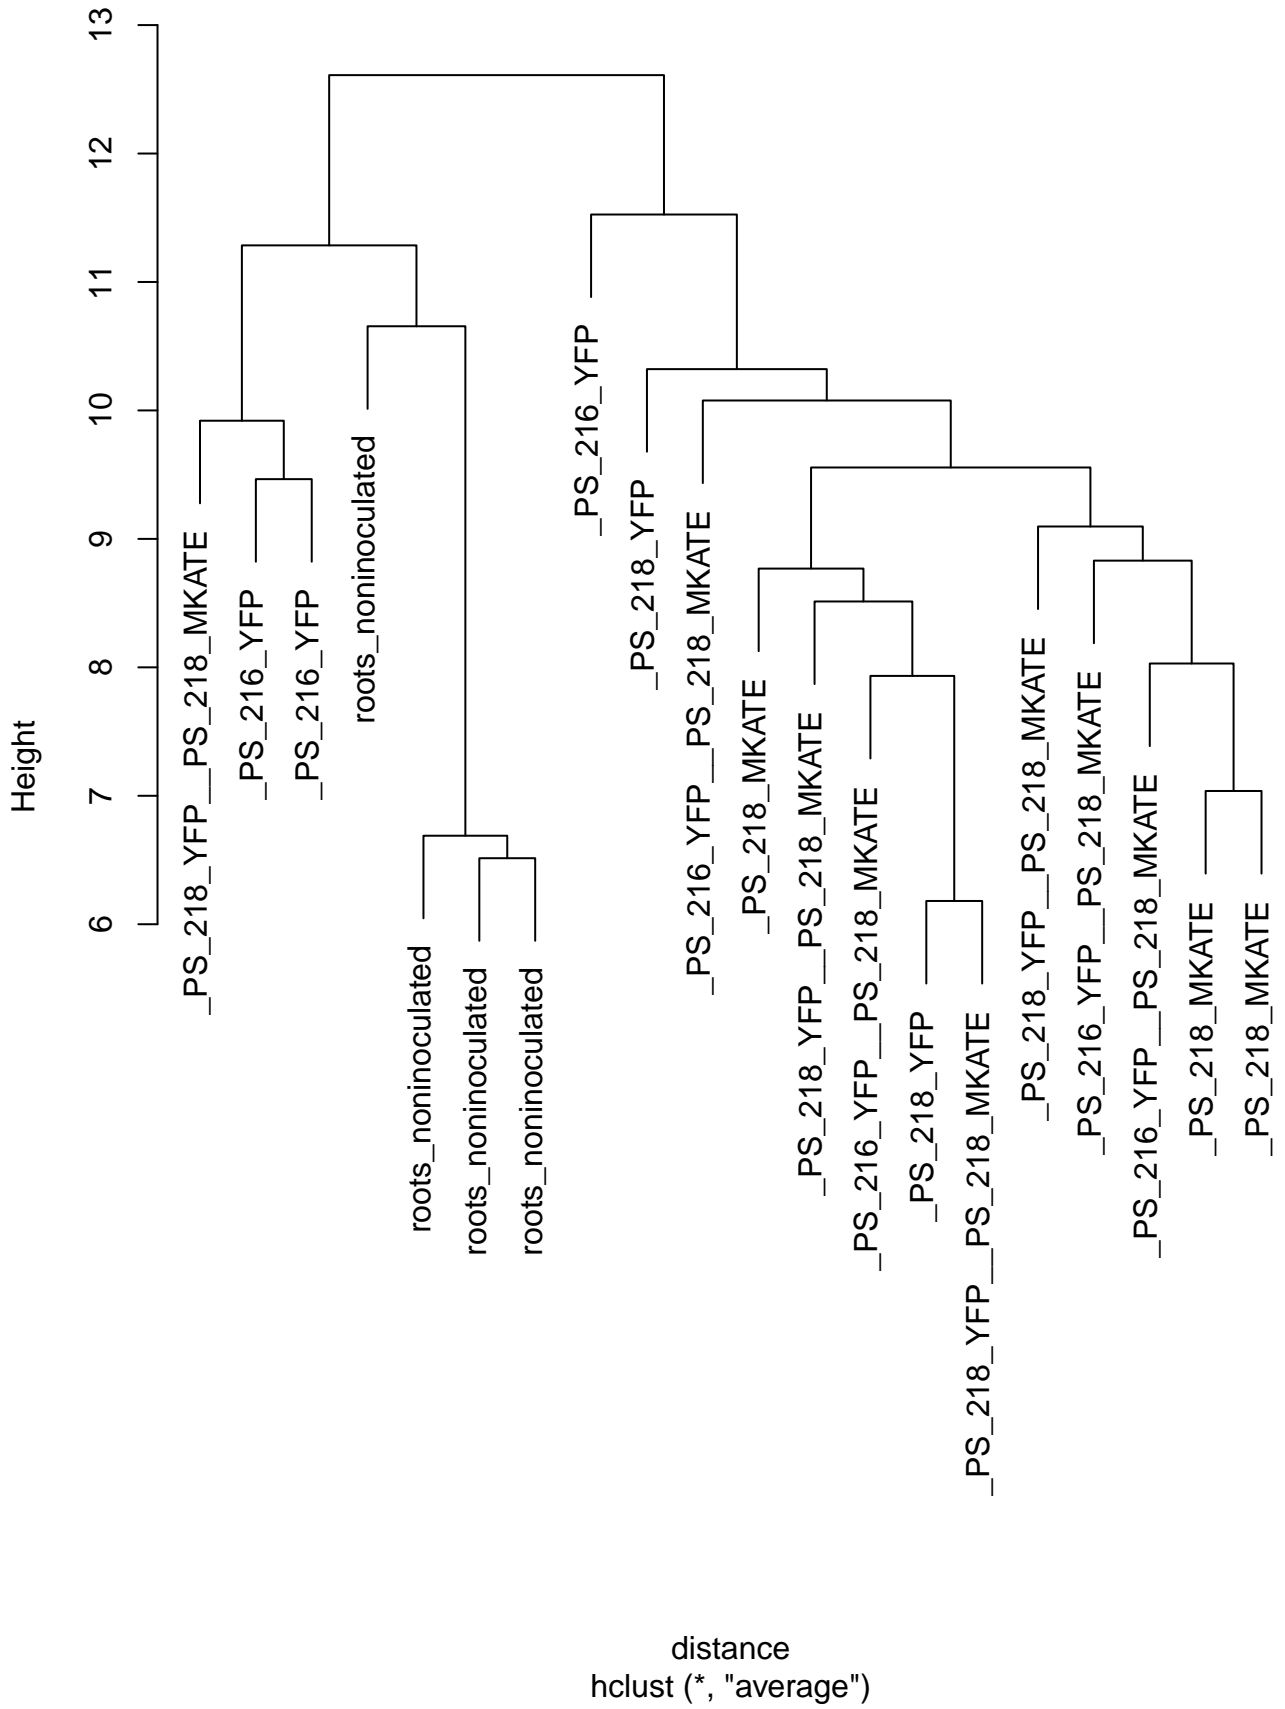 Height
13
12
11
10
9
8
7
6
_PS_218_YFP__PS_218_MKATE
_PS_216_YFP
_PS_216_YFP
roots_noninoculated
roots_noninoculated
roots_noninoculated
roots_noninoculated
_PS_216_YFP
_PS_218_YFP
_PS_216_YFP__PS_218_MKATE
_PS_218_MKATE
_PS_218_YFP__PS_218_MKATE
_PS_216_YFP__PS_218_MKATE
_PS_218_YFP
_PS_218_YFP__PS_218_MKATE
_PS_218_YFP__PS_218_MKATE
_PS_216_YFP__PS_218_MKATE
_PS_216_YFP__PS_218_MKATE
_PS_218_MKATE
_PS_218_MKATE
distance
hclust (*, "average")